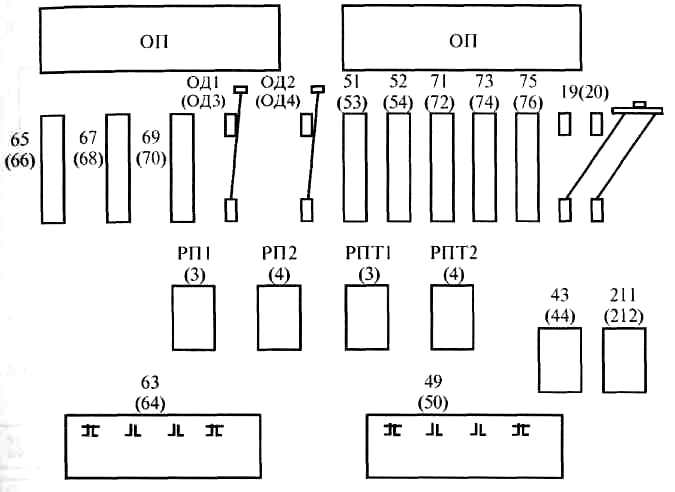 ОП ОП
ОД1 ОД2 51 52 71 73 75 19(20)
(ОД3) (ОД4) (53) (54) (72) (74) (76)
65 67 69
(66) (68) (70)
РП1 РП2 РПТ1 РПТ2
(3) (4) (3) (4)
43 211
(44) (212)
63 49
(64) (50)